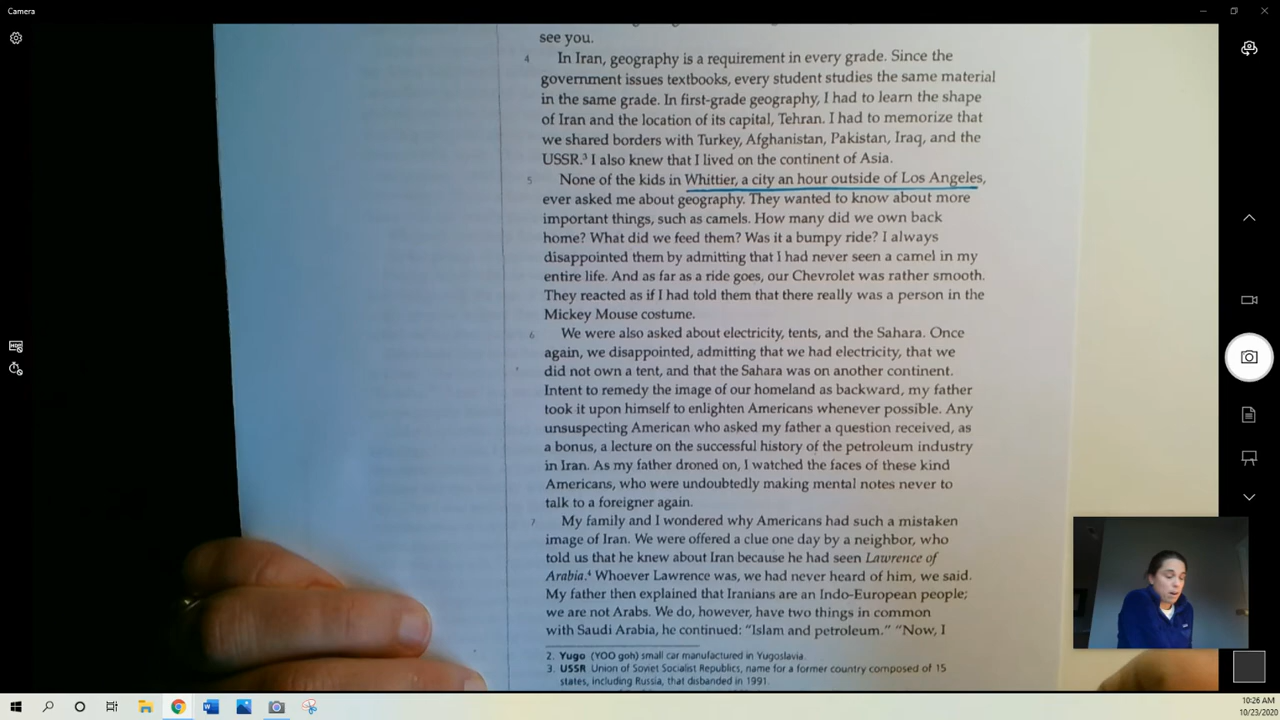 Camera
see you.
4 In Iran, geography is a requirement in every grade. Since the
government issues textbooks, every student studies the same material
in the same grade. In first-grade geography, I had to learn the shape
of Iran and the location of its capital, Tehran. I had to memorize that
we shared borders with Turkey, Afghanistan, Pakistan, Iraq, and the
USSR.³ I also knew that I lived on the continent of Asia.
5 None of the kids in Whittier, a city an hour outside of Los Angeles,
ever asked me about geography. They wanted to know about more
important things, such as camels. How many did we own back
home? What did we feed them? Was it a bumpy ride? I always
disappointed them by admitting that I had never seen a camel in my
entire life. And as far as a ride goes, our Chevrolet was rather smooth.
They reacted as if I had told them that there really was a person in the
Mickey Mouse costume.
6 We were also asked about electricity, tents, and the Sahara. Once
again, we disappointed, admitting that we had electricity, that we
did not own a tent, and that the Sahara was on another continent.
Intent to remedy the image of our homeland as backward, my father
took it upon himself to enlighten Americans whenever possible. Any
unsuspecting American who asked my father a question received, as
a bonus, a lecture on the successful history of the petroleum industry
in Iran. As my father droned on, I watched the faces of these kind
Americans, who were undoubtedly making mental notes never to
talk to a foreigner again.
7 My family and I wondered why Americans had such a mistaken
image of Iran. We were offered a clue one day by a neighbor, who
told us that he knew about Iran because he had seen Lawrence of
Arabia.⁴ Whoever Lawrence was, we had never heard of him, we said.
My father then explained that Iranians are an Indo-European people;
we are not Arabs. We do, however, have two things in common
with Saudi Arabia, he continued: “Islam and petroleum.” “Now, I
2. Yugo (YOO goh) small car manufactured in Yugoslavia.
3. USSR Union of Soviet Socialist Republics, name for a former country composed of 15
states, including Russia, that disbanded in 1991.
10:26 AM
10/23/2020